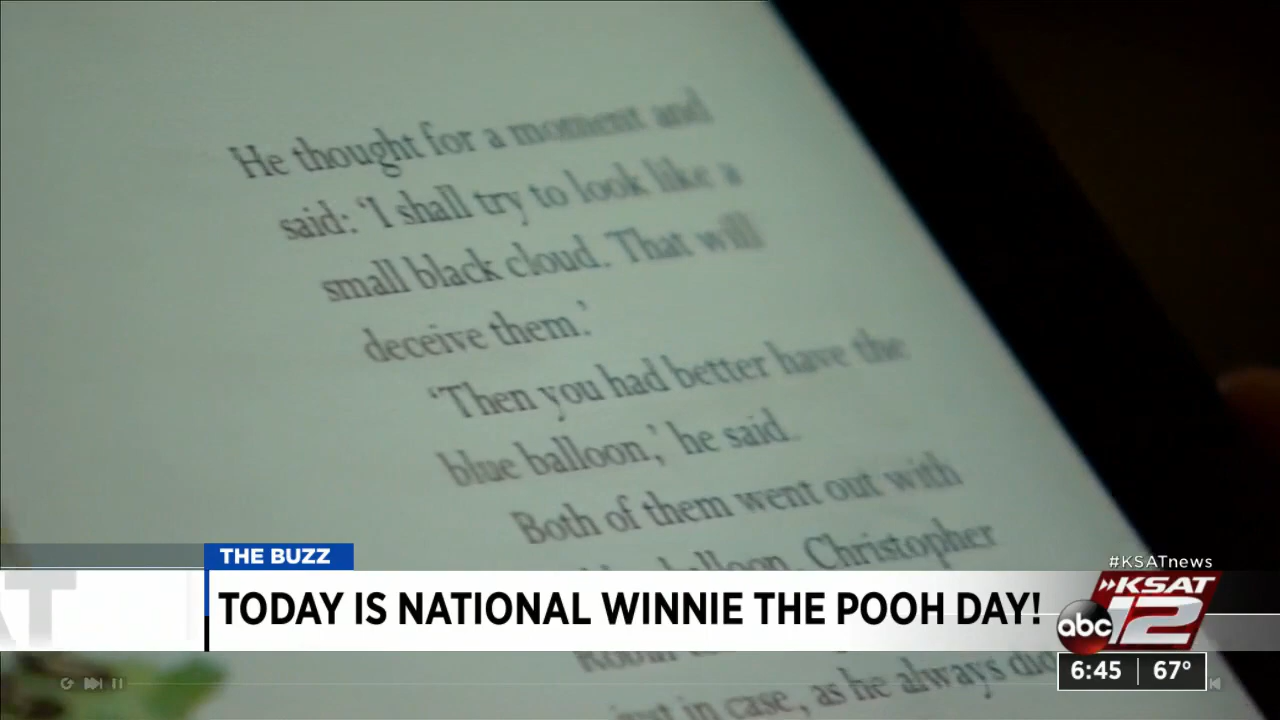 He thought for a moment and
said: 'I shall try to look like a
small black cloud. That will
deceive them.'
'Then you had better have the
blue balloon,' he said.
Both of them went out with
balloon. Christopher
in case, as he always did
THE BUZZ
TODAY IS NATIONAL WINNIE THE POOH DAY!
#KSATnews
KSAT
abc 12
6:45 67°